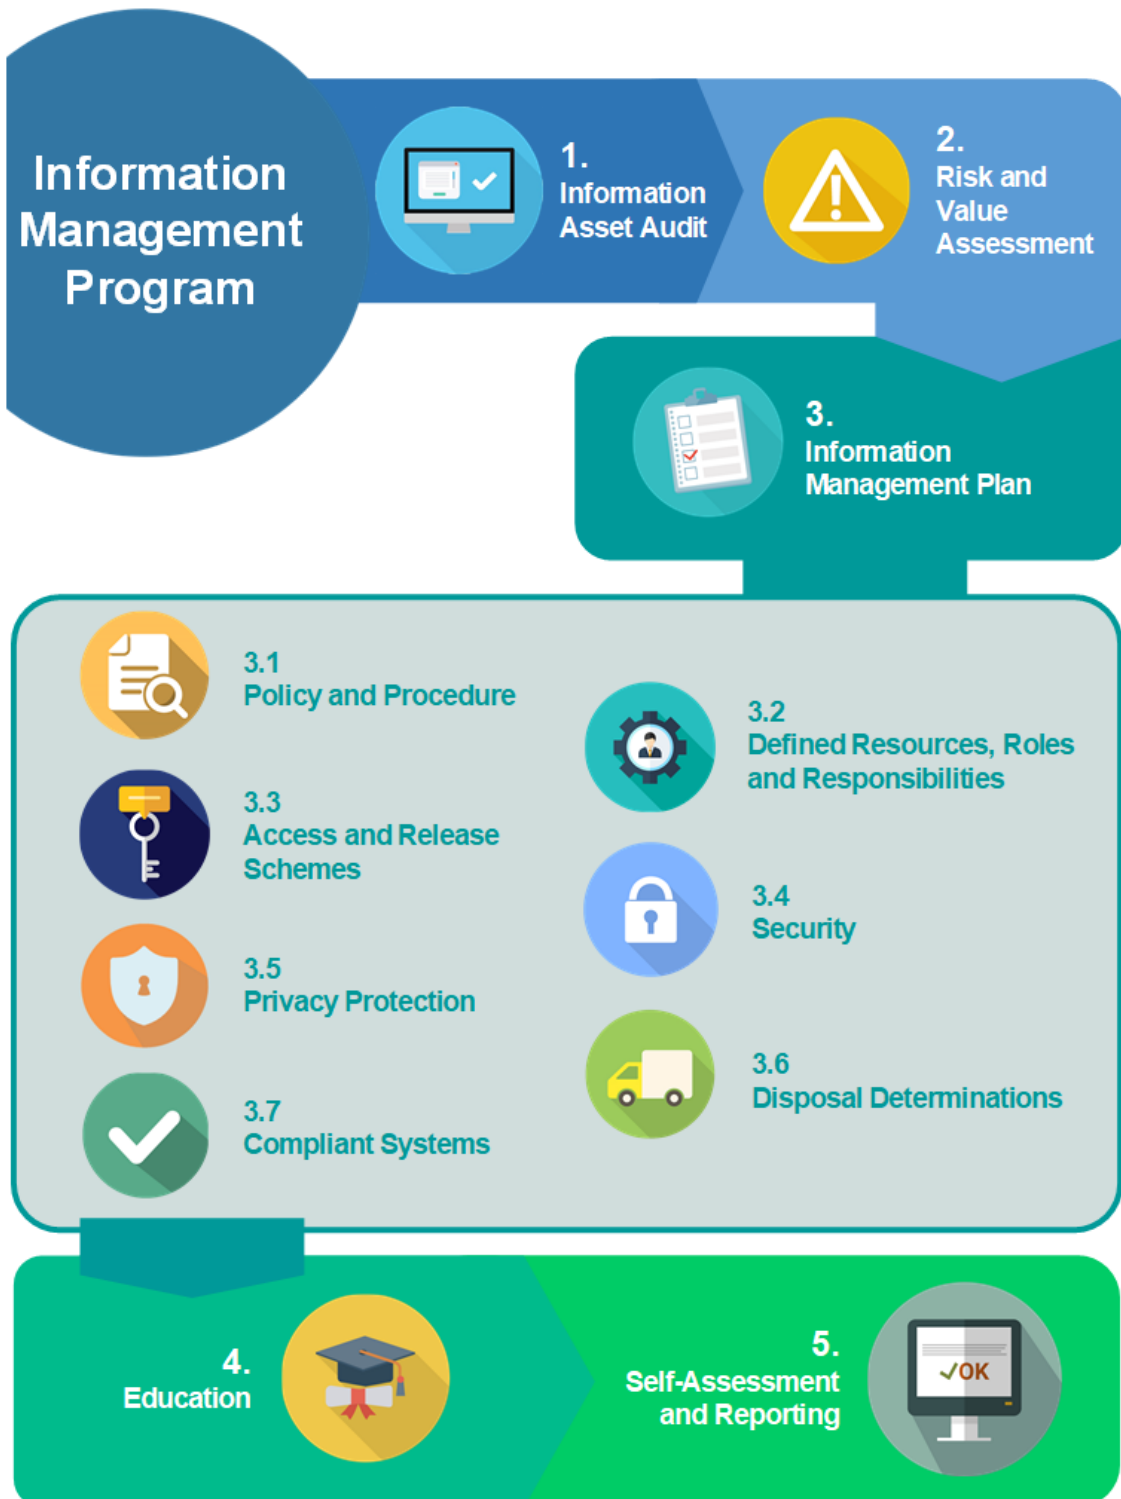 Information
Management
Program
1.
Information
Asset Audit
2.
Risk and
Value
Assessment
3.
Information
Management Plan
3.1
Policy and Procedure
3.2
Defined Resources, Roles
and Responsibilities
3.3
Access and Release
Schemes
3.4
Security
3.5
Privacy Protection
3.6
Disposal Determinations
3.7
Compliant Systems
4.
Education
5.
Self-Assessment
and Reporting
OK